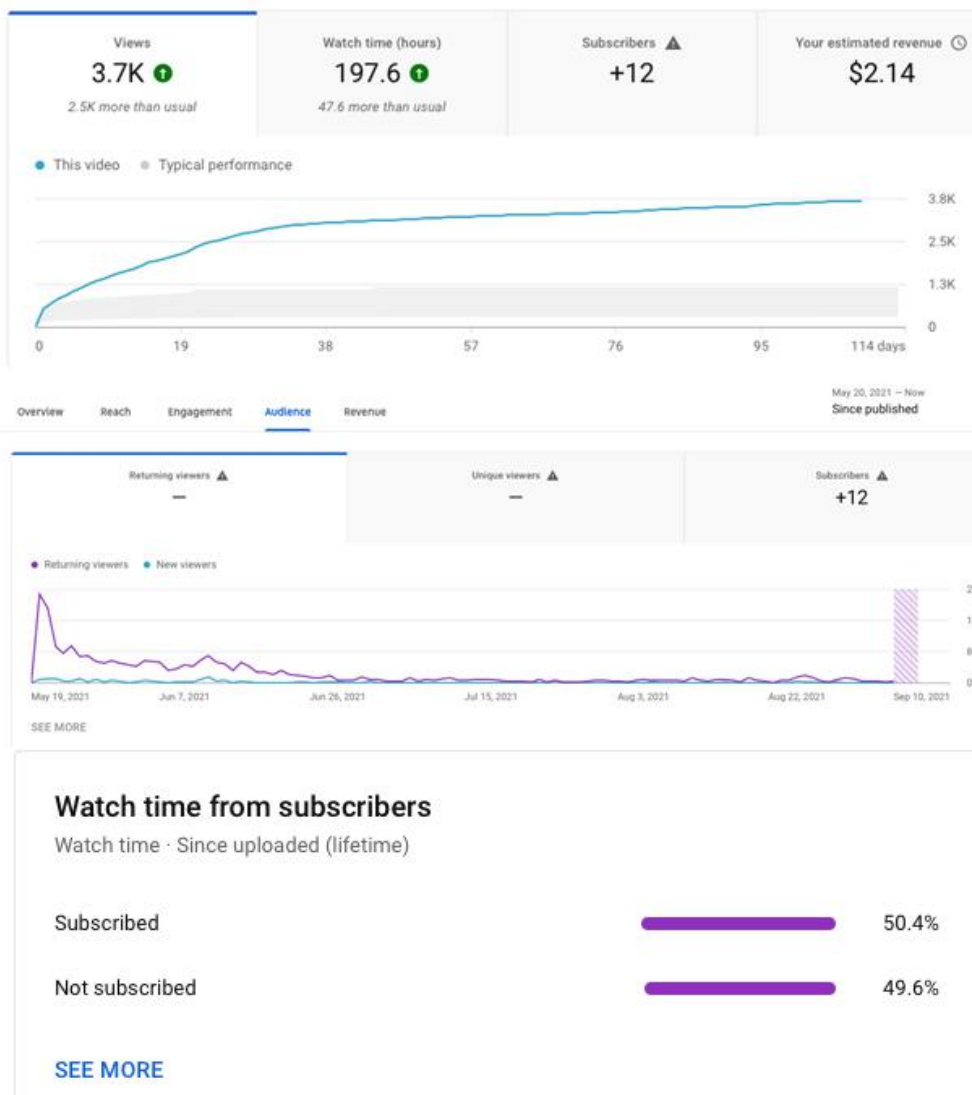 Views
3.7K
2.5K more than usual
Watch time (hours)
197.6
47.6 more than usual
Subscribers
+12
Your estimated revenue
$2.14
This video Typical performance
3.8K
2.5K
1.3K
0
0 19 38 57 76 95 114 days
May 20, 2021 – Now
Overview Reach Engagement Audience Revenue Since published
Returning viewers
—
Unique viewers
—
Subscribers
+12
Returning viewers New viewers
0
May 19, 2021 Jun 7, 2021 Jun 26, 2021 Jul 15, 2021 Aug 3, 2021 Aug 22, 2021 Sep 10, 2021
SEE MORE
Watch time from subscribers
Watch time · Since uploaded (lifetime)
Subscribed 50.4%
Not subscribed 49.6%
SEE MORE